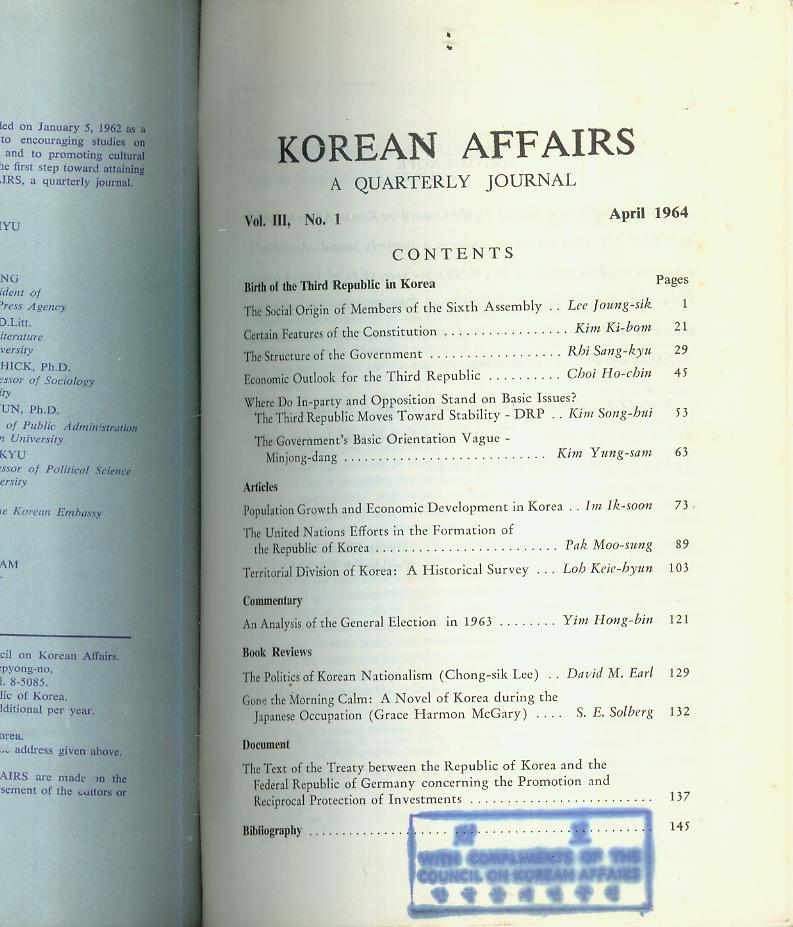 ded on January 5, 1962 as a
to encouraging studies on
and to promoting cultural
he first step toward attaining
IRS, a quarterly journal.
YU
NG
ident of
Press Agency
D.Litt.
iterature
versity
HICK, Ph.D.
essor of Sociology
ity
UN, Ph.D.
of Public Administration
n University
KYU
ssor of Political Science
ersity
e Korean Embassy
AM
cil on Korean Affairs.
epyong-no,
l. 8-5085.
lic of Korea.
dditional per year.
orea.
address given above.
AIRS are made on the
sement of the editors or
KOREAN AFFAIRS
A QUARTERLY JOURNAL
Vol. III, No. 1 April 1964
CONTENTS
Birth of the Third Republic in Korea Pages
The Social Origin of Members of the Sixth Assembly .. Lee Joung-sik 1
Certain Features of the Constitution ................ Kim Ki-bom 21
The Structure of the Government ................. Rhi Sang-kyu 29
Economic Outlook for the Third Republic .......... Choi Ho-chin 45
Where Do In-party and Opposition Stand on Basic Issues?
The Third Republic Moves Toward Stability - DRP .. Kim Song-hui 53
The Government's Basic Orientation Vague -
Minjong-dang .......................... Kim Yung-sam 63
Articles
Population Growth and Economic Development in Korea .. Im Ik-soon 73
The United Nations Efforts in the Formation of
the Republic of Korea ....................... Pak Moo-sung 89
Territorial Division of Korea: A Historical Survey ... Loh Keie-hyun 103
Commentary
An Analysis of the General Election in 1963 ........ Yim Hong-bin 121
Book Reviews
The Politics of Korean Nationalism (Chong-sik Lee) .. David M. Earl 129
Gone the Morning Calm: A Novel of Korea during the
Japanese Occupation (Grace Harmon McGary) .... S. E. Solberg 132
Document
The Text of the Treaty between the Republic of Korea and the
Federal Republic of Germany concerning the Promotion and
Reciprocal Protection of Investments ....................... 137
Bibliography ........................................... 145
WITH COMPLIMENTS OF THE
COUNCIL ON KOREAN AFFAIRS